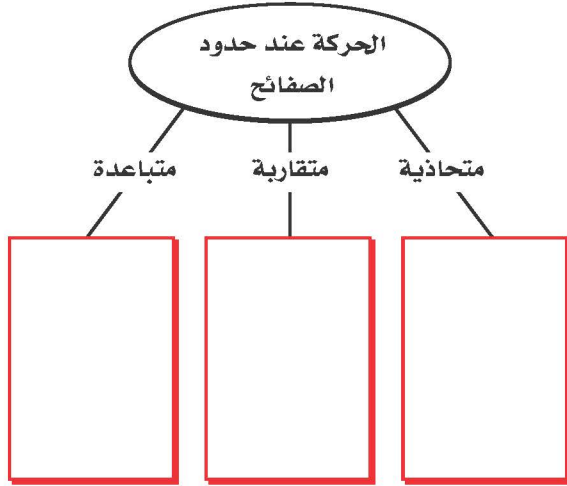 الحركة عند حدود
الصفائح
متحاذية
متقاربة
متباعدة